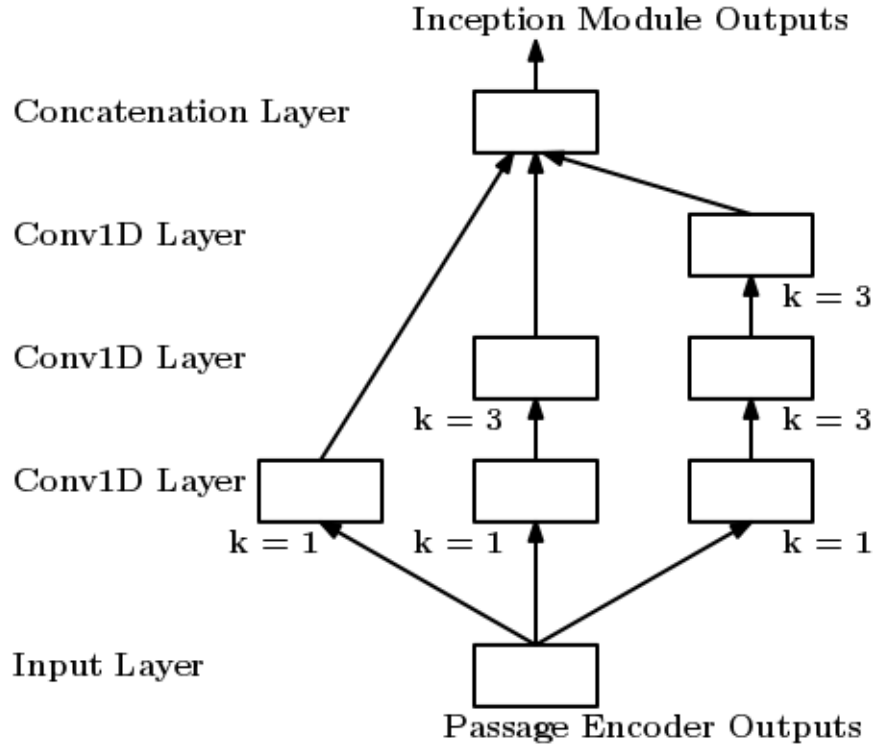 Inception Module Outputs
Concatenation Layer
Conv1D Layer
k = 3
Conv1D Layer
k = 3
k = 3
Conv1D Layer
k = 1
k = 1
k = 1
Input Layer
Passage Encoder Outputs